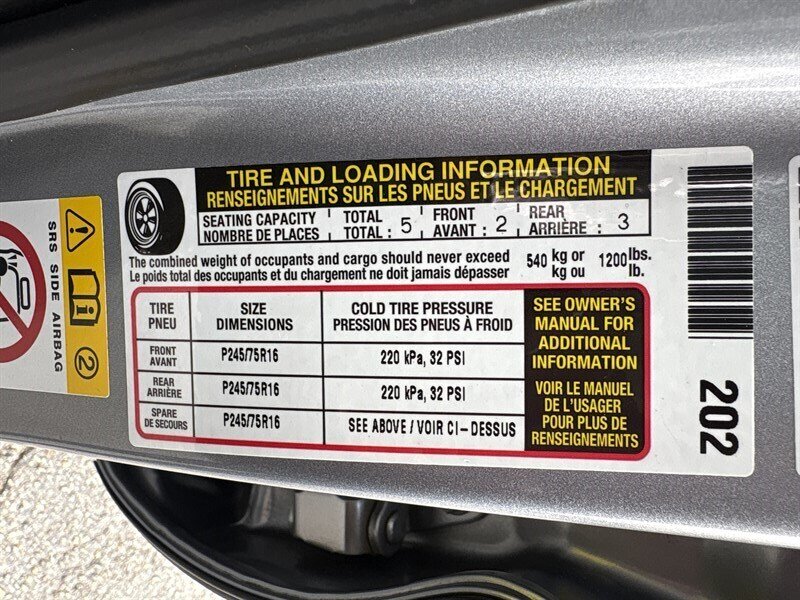 TIRE AND LOADING INFORMATION
RENSEIGNEMENTS SUR LES PNEUS ET LE CHARGEMENT
SEATING CAPACITY TOTAL FRONT REAR
NOMBRE DE PLACES TOTAL : 5 AVANT : 2 ARRIÈRE : 3
The combined weight of occupants and cargo should never exceed 540 kg or 1200 lbs.
Le poids total des occupants et du chargement ne doit jamais dépasser kg ou lb.
TIRE SIZE COLD TIRE PRESSURE
PNEU DIMENSIONS PRESSION DES PNEUS À FROID
FRONT
AVANT P245/75R16 220 kPa, 32 PSI
REAR
ARRIÈRE P245/75R16 220 kPa, 32 PSI
SPARE
DE SECOURS P245/75R16 SEE ABOVE / VOIR CI-DESSUS
SEE OWNER'S
MANUAL FOR
ADDITIONAL
INFORMATION
VOIR LE MANUEL
DE L'USAGER
POUR PLUS DE
RENSEIGNEMENTS
202
SRS SIDE AIRBAG
2